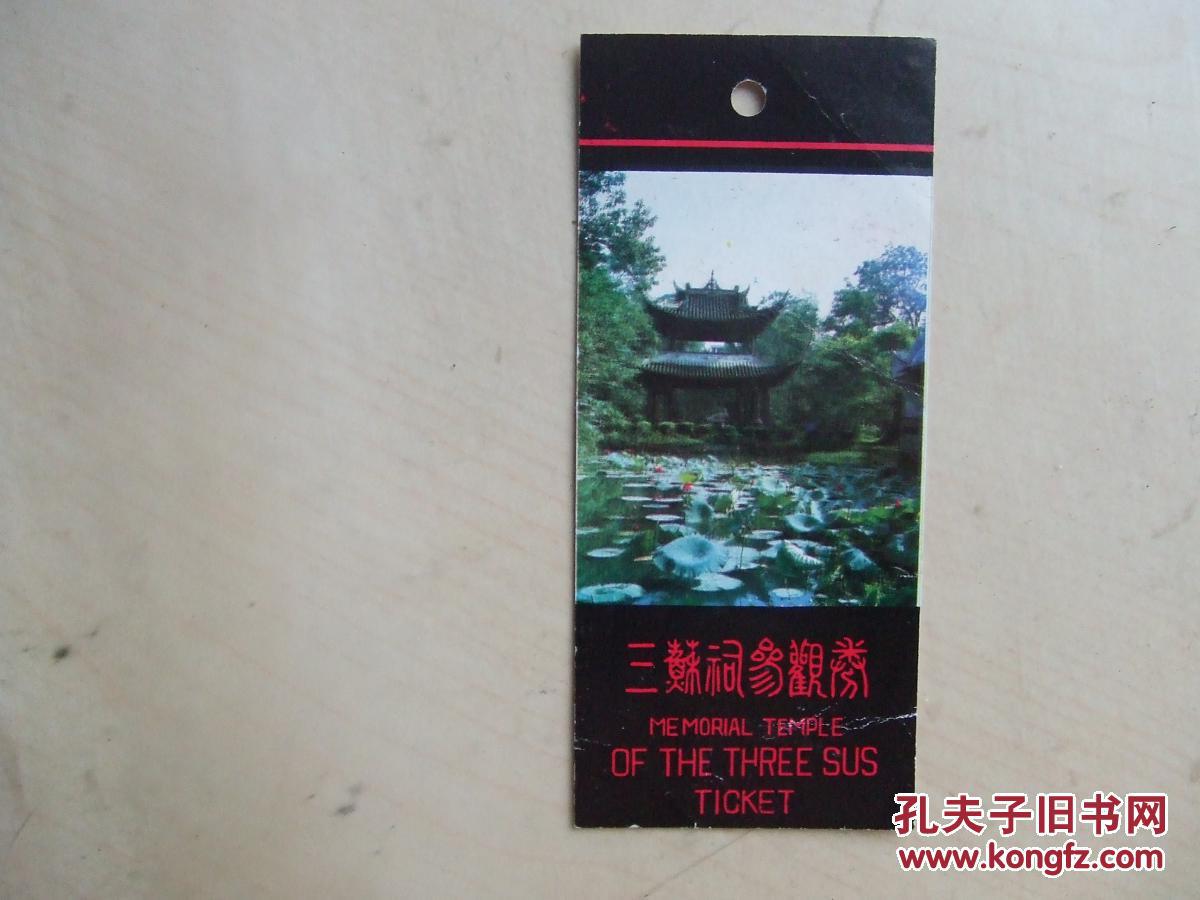 三蘇祠參觀券
MEMORIAL TEMPLE
OF THE THREE SUS
TICKET
孔夫子旧书网
www.kongfz.com